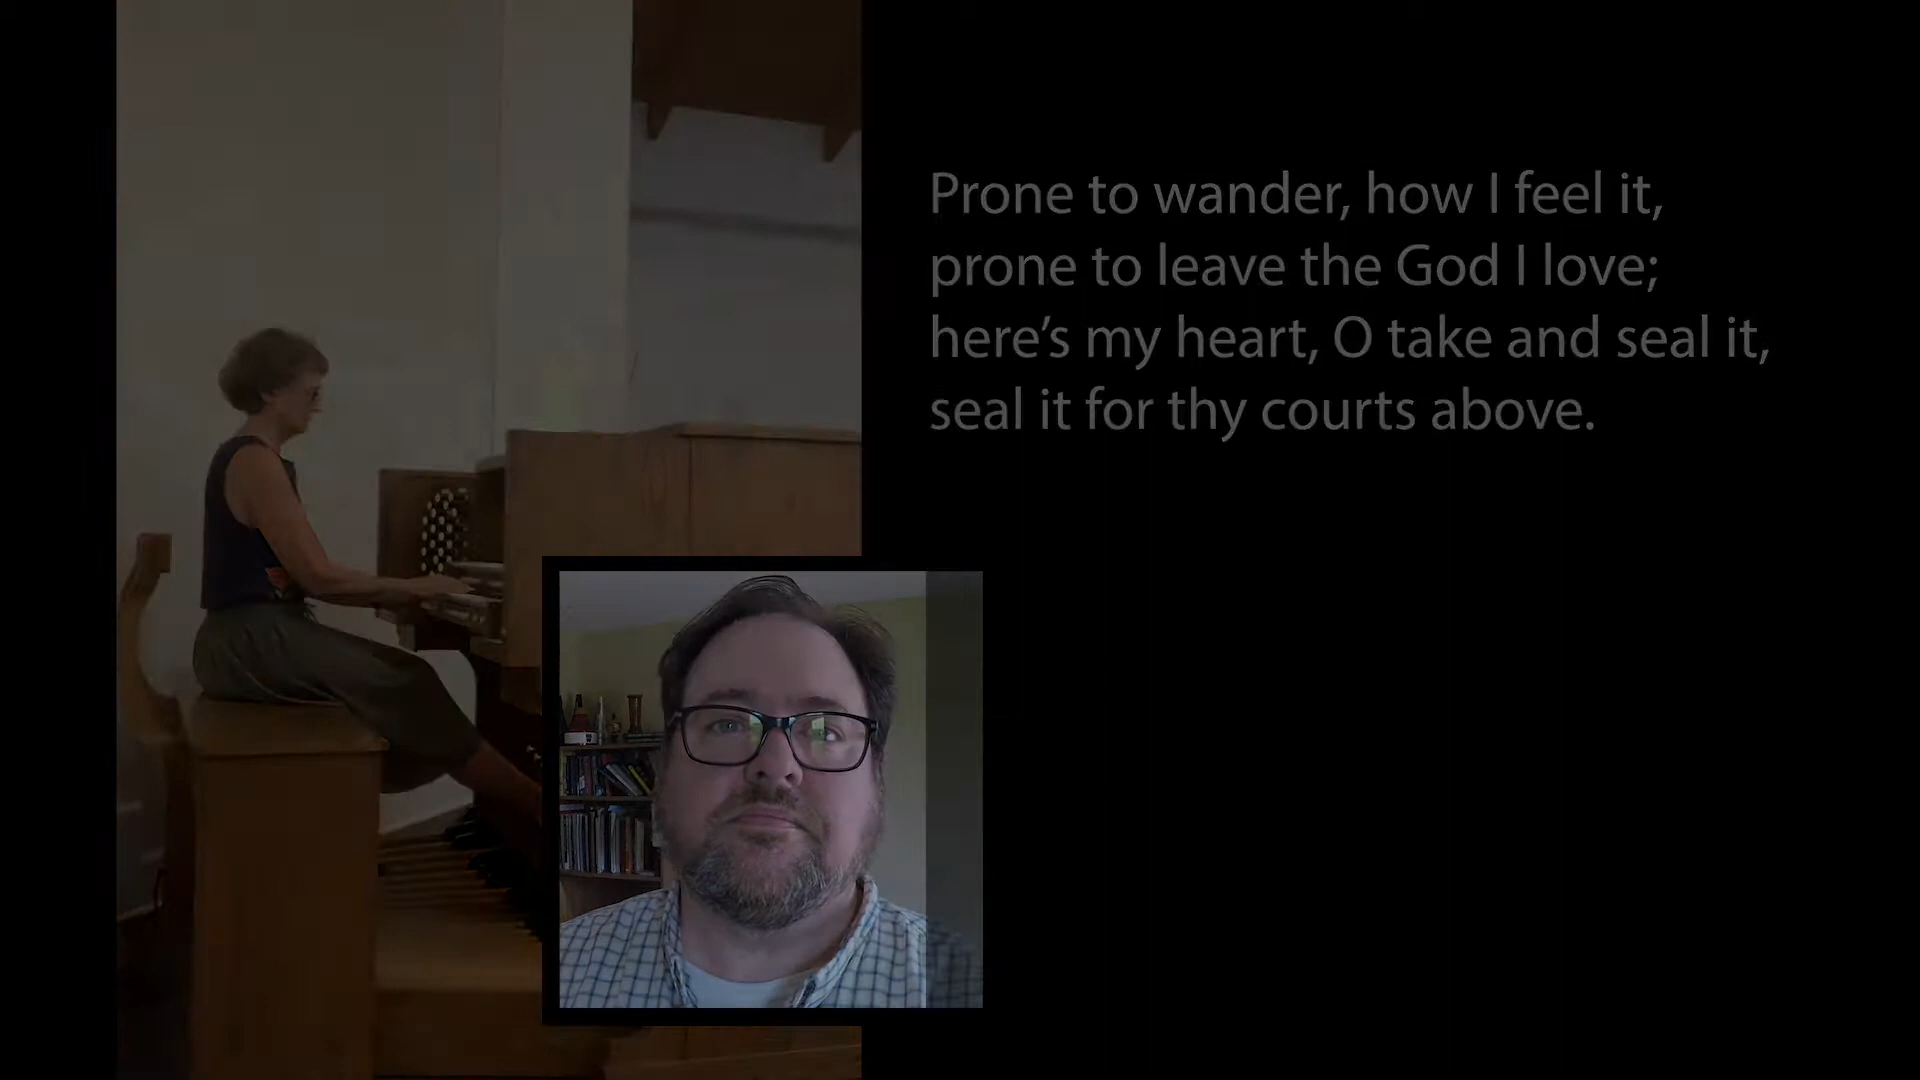 Prone to wander, how I feel it,
prone to leave the God I love;
here’s my heart, O take and seal it,
seal it for thy courts above.